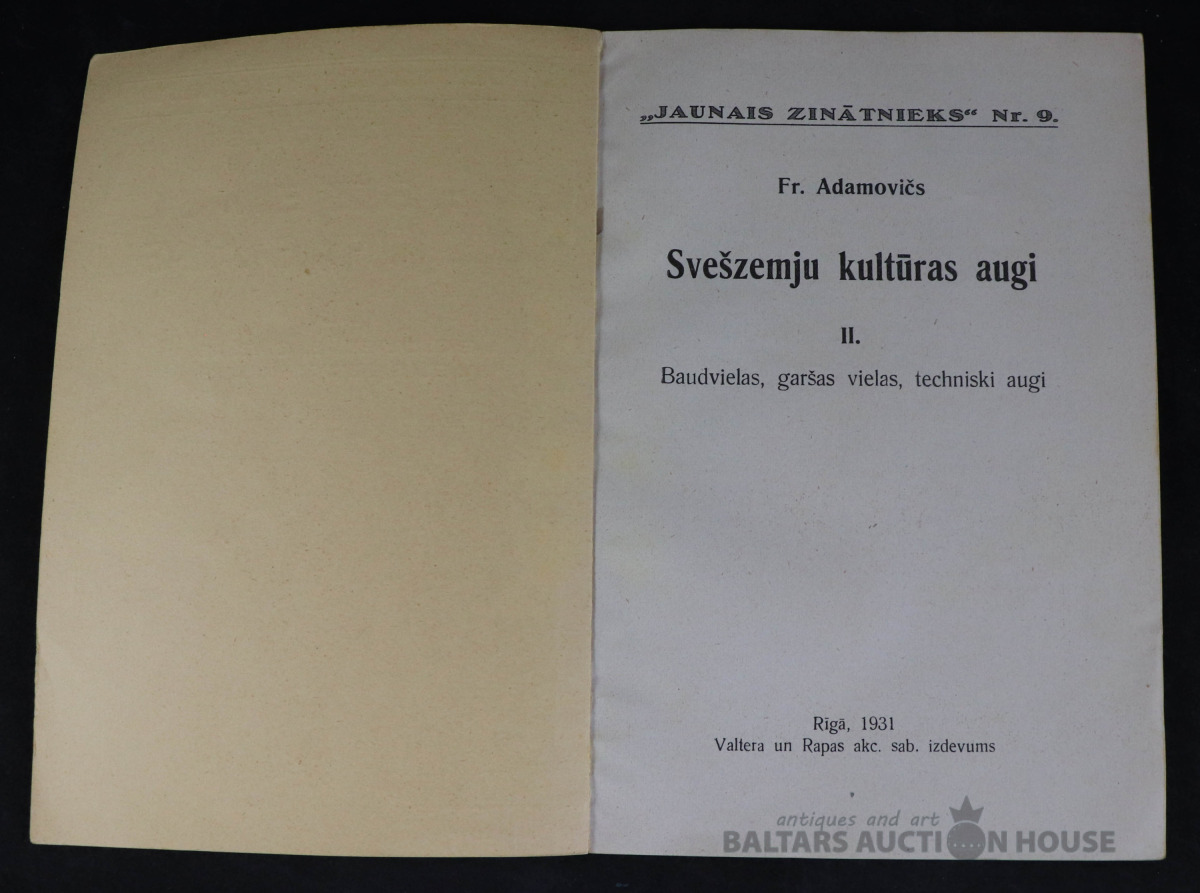 „JAUNAIS ZINĀTNIEKS“ Nr. 9.
Fr. Adamovičs
Svešzemju kultūras augi
II.
Baudvielas, garšas vielas, techniski augi
Rīgā, 1931
Valtera un Rapas akc. sab. izdevums
antiques and art
BALTARS AUCTION HOUSE